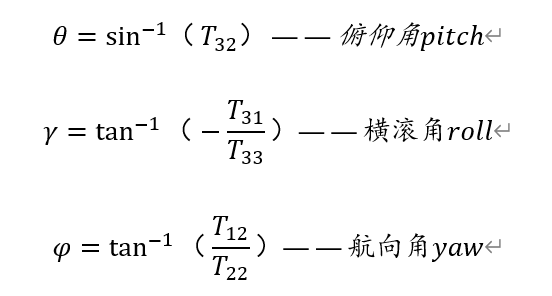 θ = sin⁻¹（T₃₂）—— 俯仰角pitch↵
γ = tan⁻¹（−T₃₁/T₃₃）——横滚角roll↵
φ = tan⁻¹（T₁₂/T₂₂）——航向角yaw↵